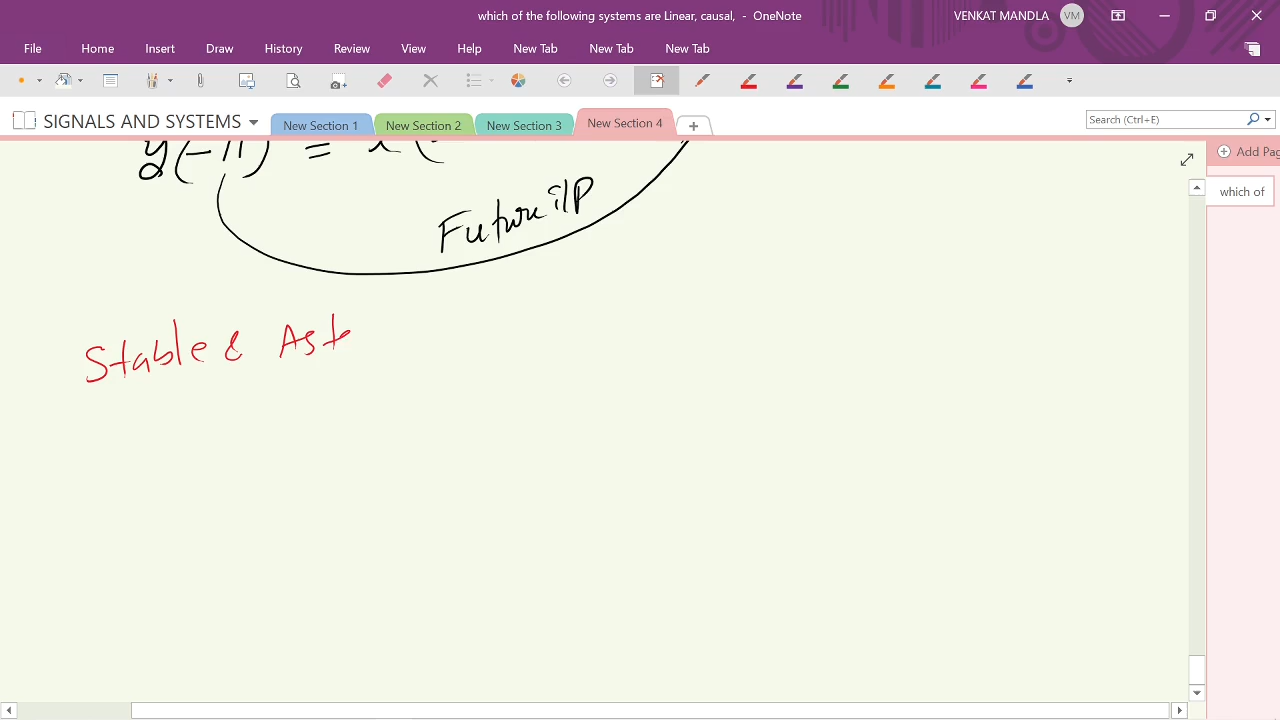 which of the following systems are Linear, causal, - OneNote
VENKAT MANDLA VM
File Home Insert Draw History Review View Help New Tab New Tab New Tab
SIGNALS AND SYSTEMS New Section 1 New Section 2 New Section 3 New Section 4 Search (Ctrl+E)
Add Pag
which of
y(-π) = x(
Future i/P
Stable & Ast